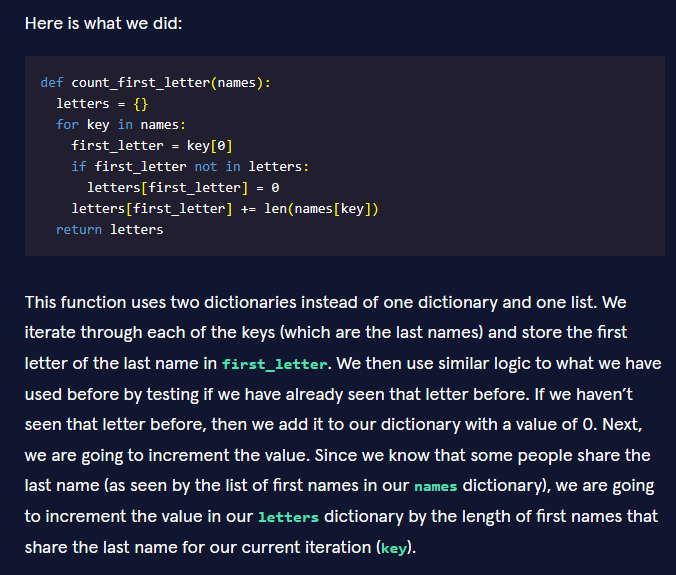 Here is what we did:
def count_first_letter(names):
  letters = {}
  for key in names:
    first_letter = key[0]
    if first_letter not in letters:
      letters[first_letter] = 0
    letters[first_letter] += len(names[key])
  return letters
This function uses two dictionaries instead of one dictionary and one list. We
iterate through each of the keys (which are the last names) and store the first
letter of the last name in first_letter. We then use similar logic to what we have
used before by testing if we have already seen that letter before. If we haven’t
seen that letter before, then we add it to our dictionary with a value of 0. Next,
we are going to increment the value. Since we know that some people share the
last name (as seen by the list of first names in our names dictionary), we are going
to increment the value in our letters dictionary by the length of first names that
share the last name for our current iteration (key).